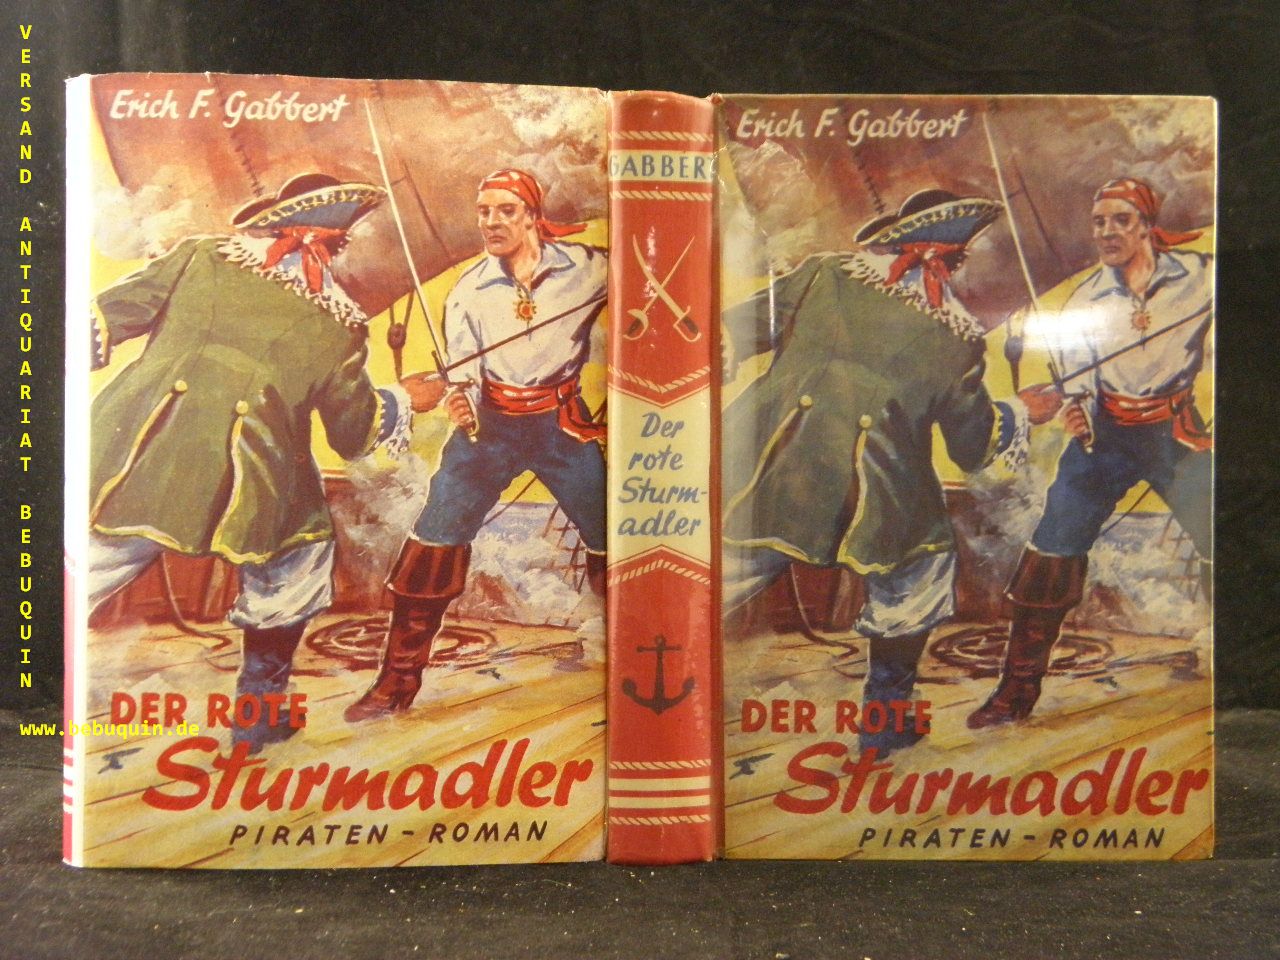 VERSAND ANTIQUARIAT BEBUQUIN
www.bebuquin.de
Erich F. Gabbert
DER ROTE
Sturmadler
PIRATEN - ROMAN
GABBERT
Der
rote
Sturm-
adler
Erich F. Gabbert
DER ROTE
Sturmadler
PIRATEN - ROMAN